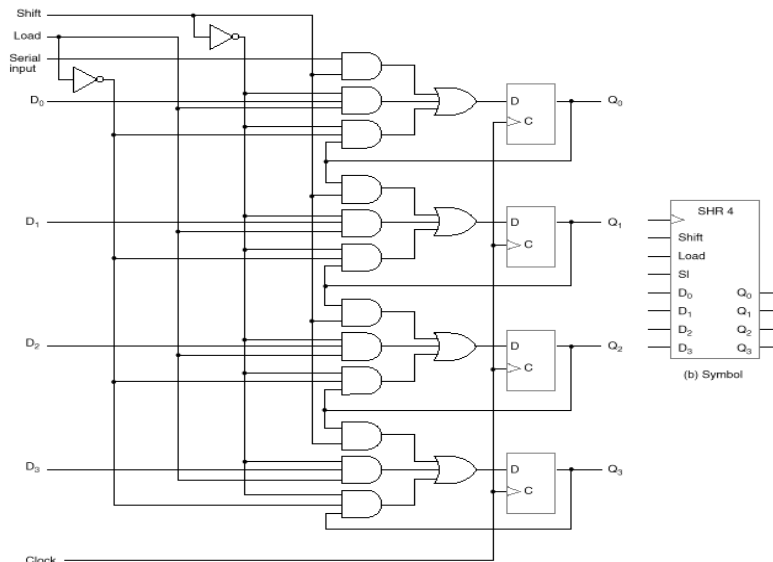 Shift
Load
Serial
input
D₀
D C Q₀
D₁
D C Q₁
D₂
D C Q₂
D₃
D C Q₃
Clock
SHR 4
Shift
Load
SI
D₀ Q₀
D₁ Q₁
D₂ Q₂
D₃ Q₃
(b) Symbol